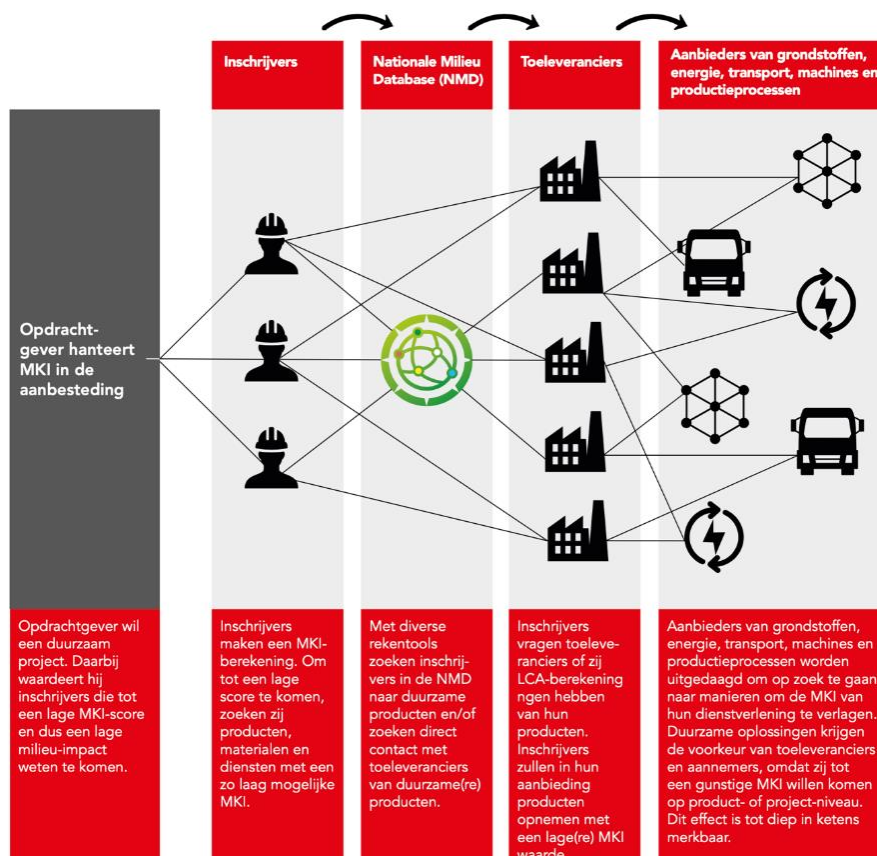 Inschrijvers
Nationale Milieu
Database (NMD)
Toeleveranciers
Aanbieders van grondstoffen,
energie, transport, machines en
productieprocessen
Opdracht-
gever hanteert
MKI in de
aanbesteding
Opdrachtgever wil
een duurzaam
project. Daarbij
waardeert hij
inschrijvers die tot
een lage MKI-score
en dus een lage
milieu-impact
weten te komen.
Inschrijvers
maken een MKI-
berekening. Om
tot een lage
score te komen,
zoeken zij
producten,
materialen en
diensten met een
zo laag mogelijke
MKI.
Met diverse
rekentools
zoeken inschrij-
vers in de NMD
naar duurzame
producten en/of
zoeken direct
contact met
toeleveranciers
van duurzame(re)
producten.
Inschrijvers
vragen toeleve-
ranciers of zij
LCA-berekening
ngen hebben
van hun
producten.
Inschrijvers
zullen in hun
aanbieding
producten
opnemen met
een lage(re) MKI
waarde
Aanbieders van grondstoffen,
energie, transport, machines en
productieprocessen worden
uitgedaagd om op zoek te gaan
naar manieren om de MKI van
hun dienstverlening te verlagen.
Duurzame oplossingen krijgen
de voorkeur van toeleveranciers
en aannemers, omdat zij tot
een gunstige MKI willen komen
op product- of project-niveau.
Dit effect is tot diep in ketens
merkbaar.